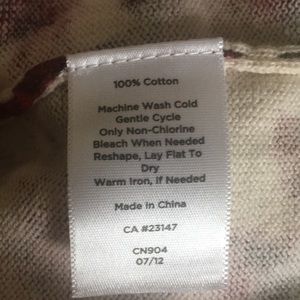 100% Cotton
Machine Wash Cold
Gentle Cycle
Only Non-Chlorine
Bleach When Needed
Reshape, Lay Flat To
Dry
Warm Iron, if Needed
Made in China
CA #23147
CN904
07/12